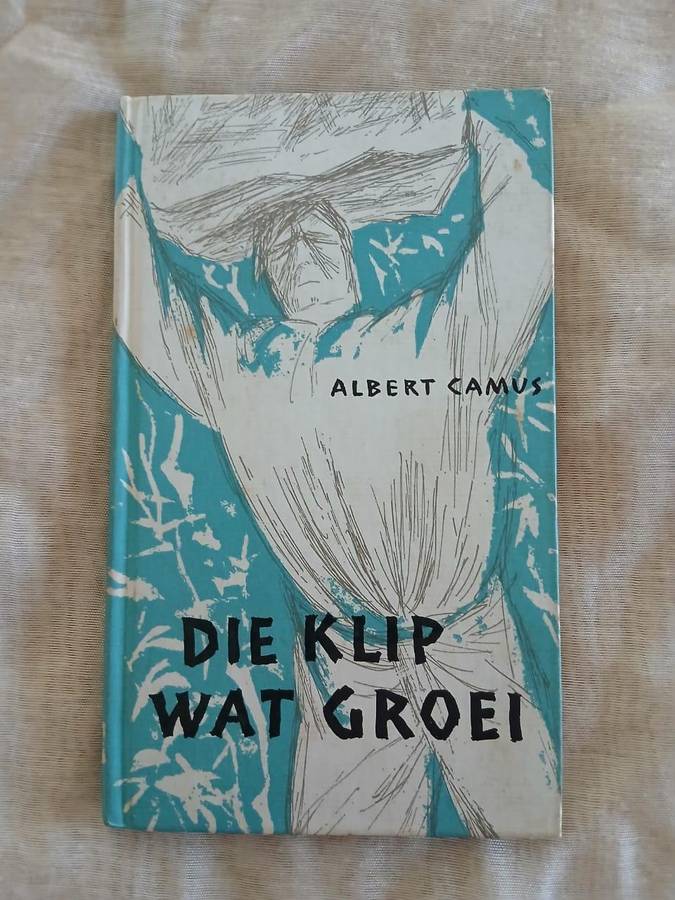 ALBERT CAMUS
DIE KLIP
WAT GROEI